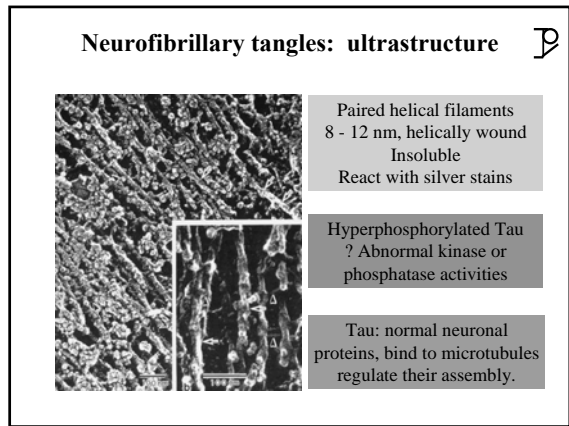 Neurofibrillary tangles: ultrastructure
Paired helical filaments
8 - 12 nm, helically wound
Insoluble
React with silver stains
Hyperphosphorylated Tau
? Abnormal kinase or
phosphatase activities
Tau: normal neuronal
proteins, bind to microtubules
regulate their assembly.